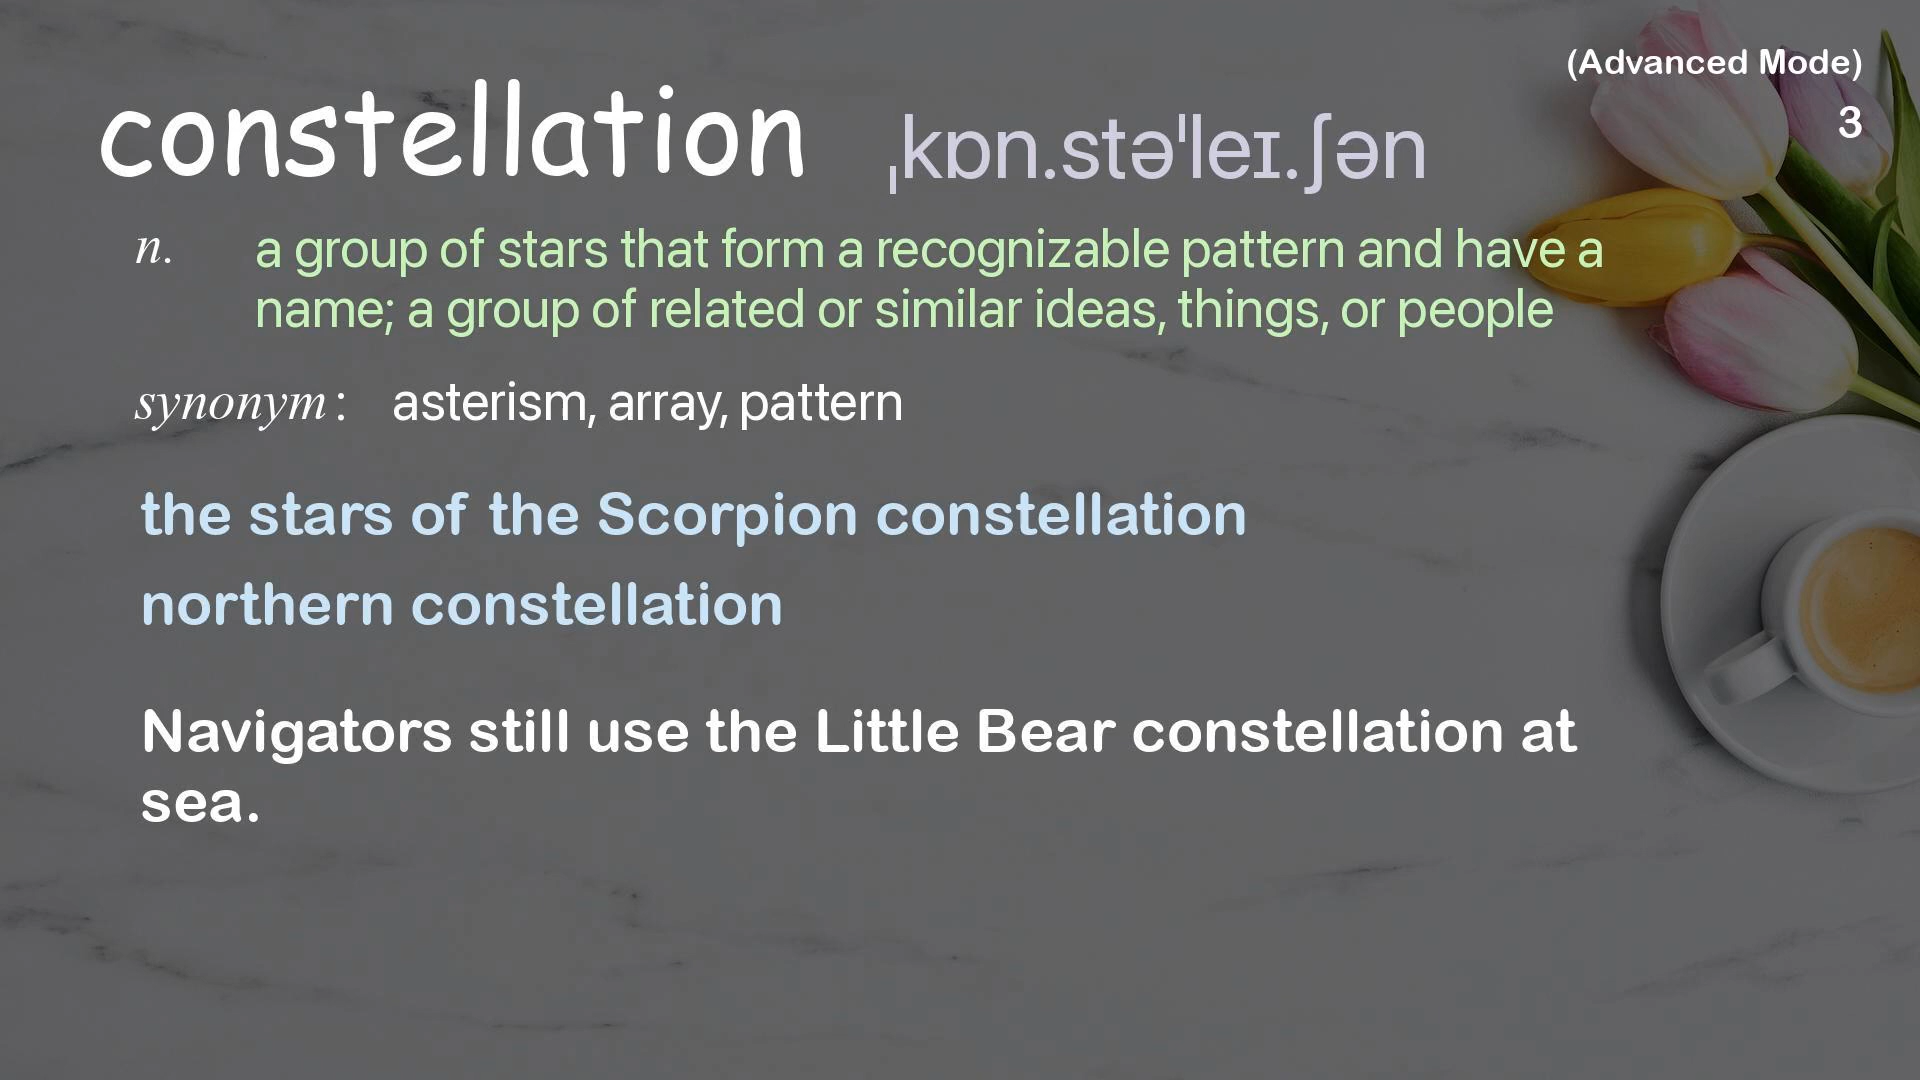 (Advanced Mode)
3
constellation ˌkɒn.stəˈleɪ.ʃən
n. a group of stars that form a recognizable pattern and have a
name; a group of related or similar ideas, things, or people
synonym : asterism, array, pattern
the stars of the Scorpion constellation
northern constellation
Navigators still use the Little Bear constellation at
sea.